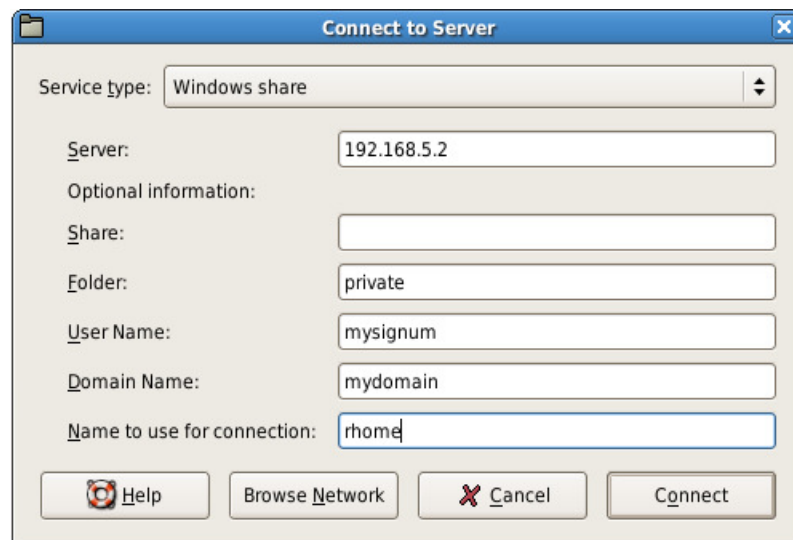 Connect to Server
Service type: Windows share
Server: 192.168.5.2
Optional information:
Share:
Folder: private
User Name: mysignum
Domain Name: mydomain
Name to use for connection: rhome
Help Browse Network Cancel Connect